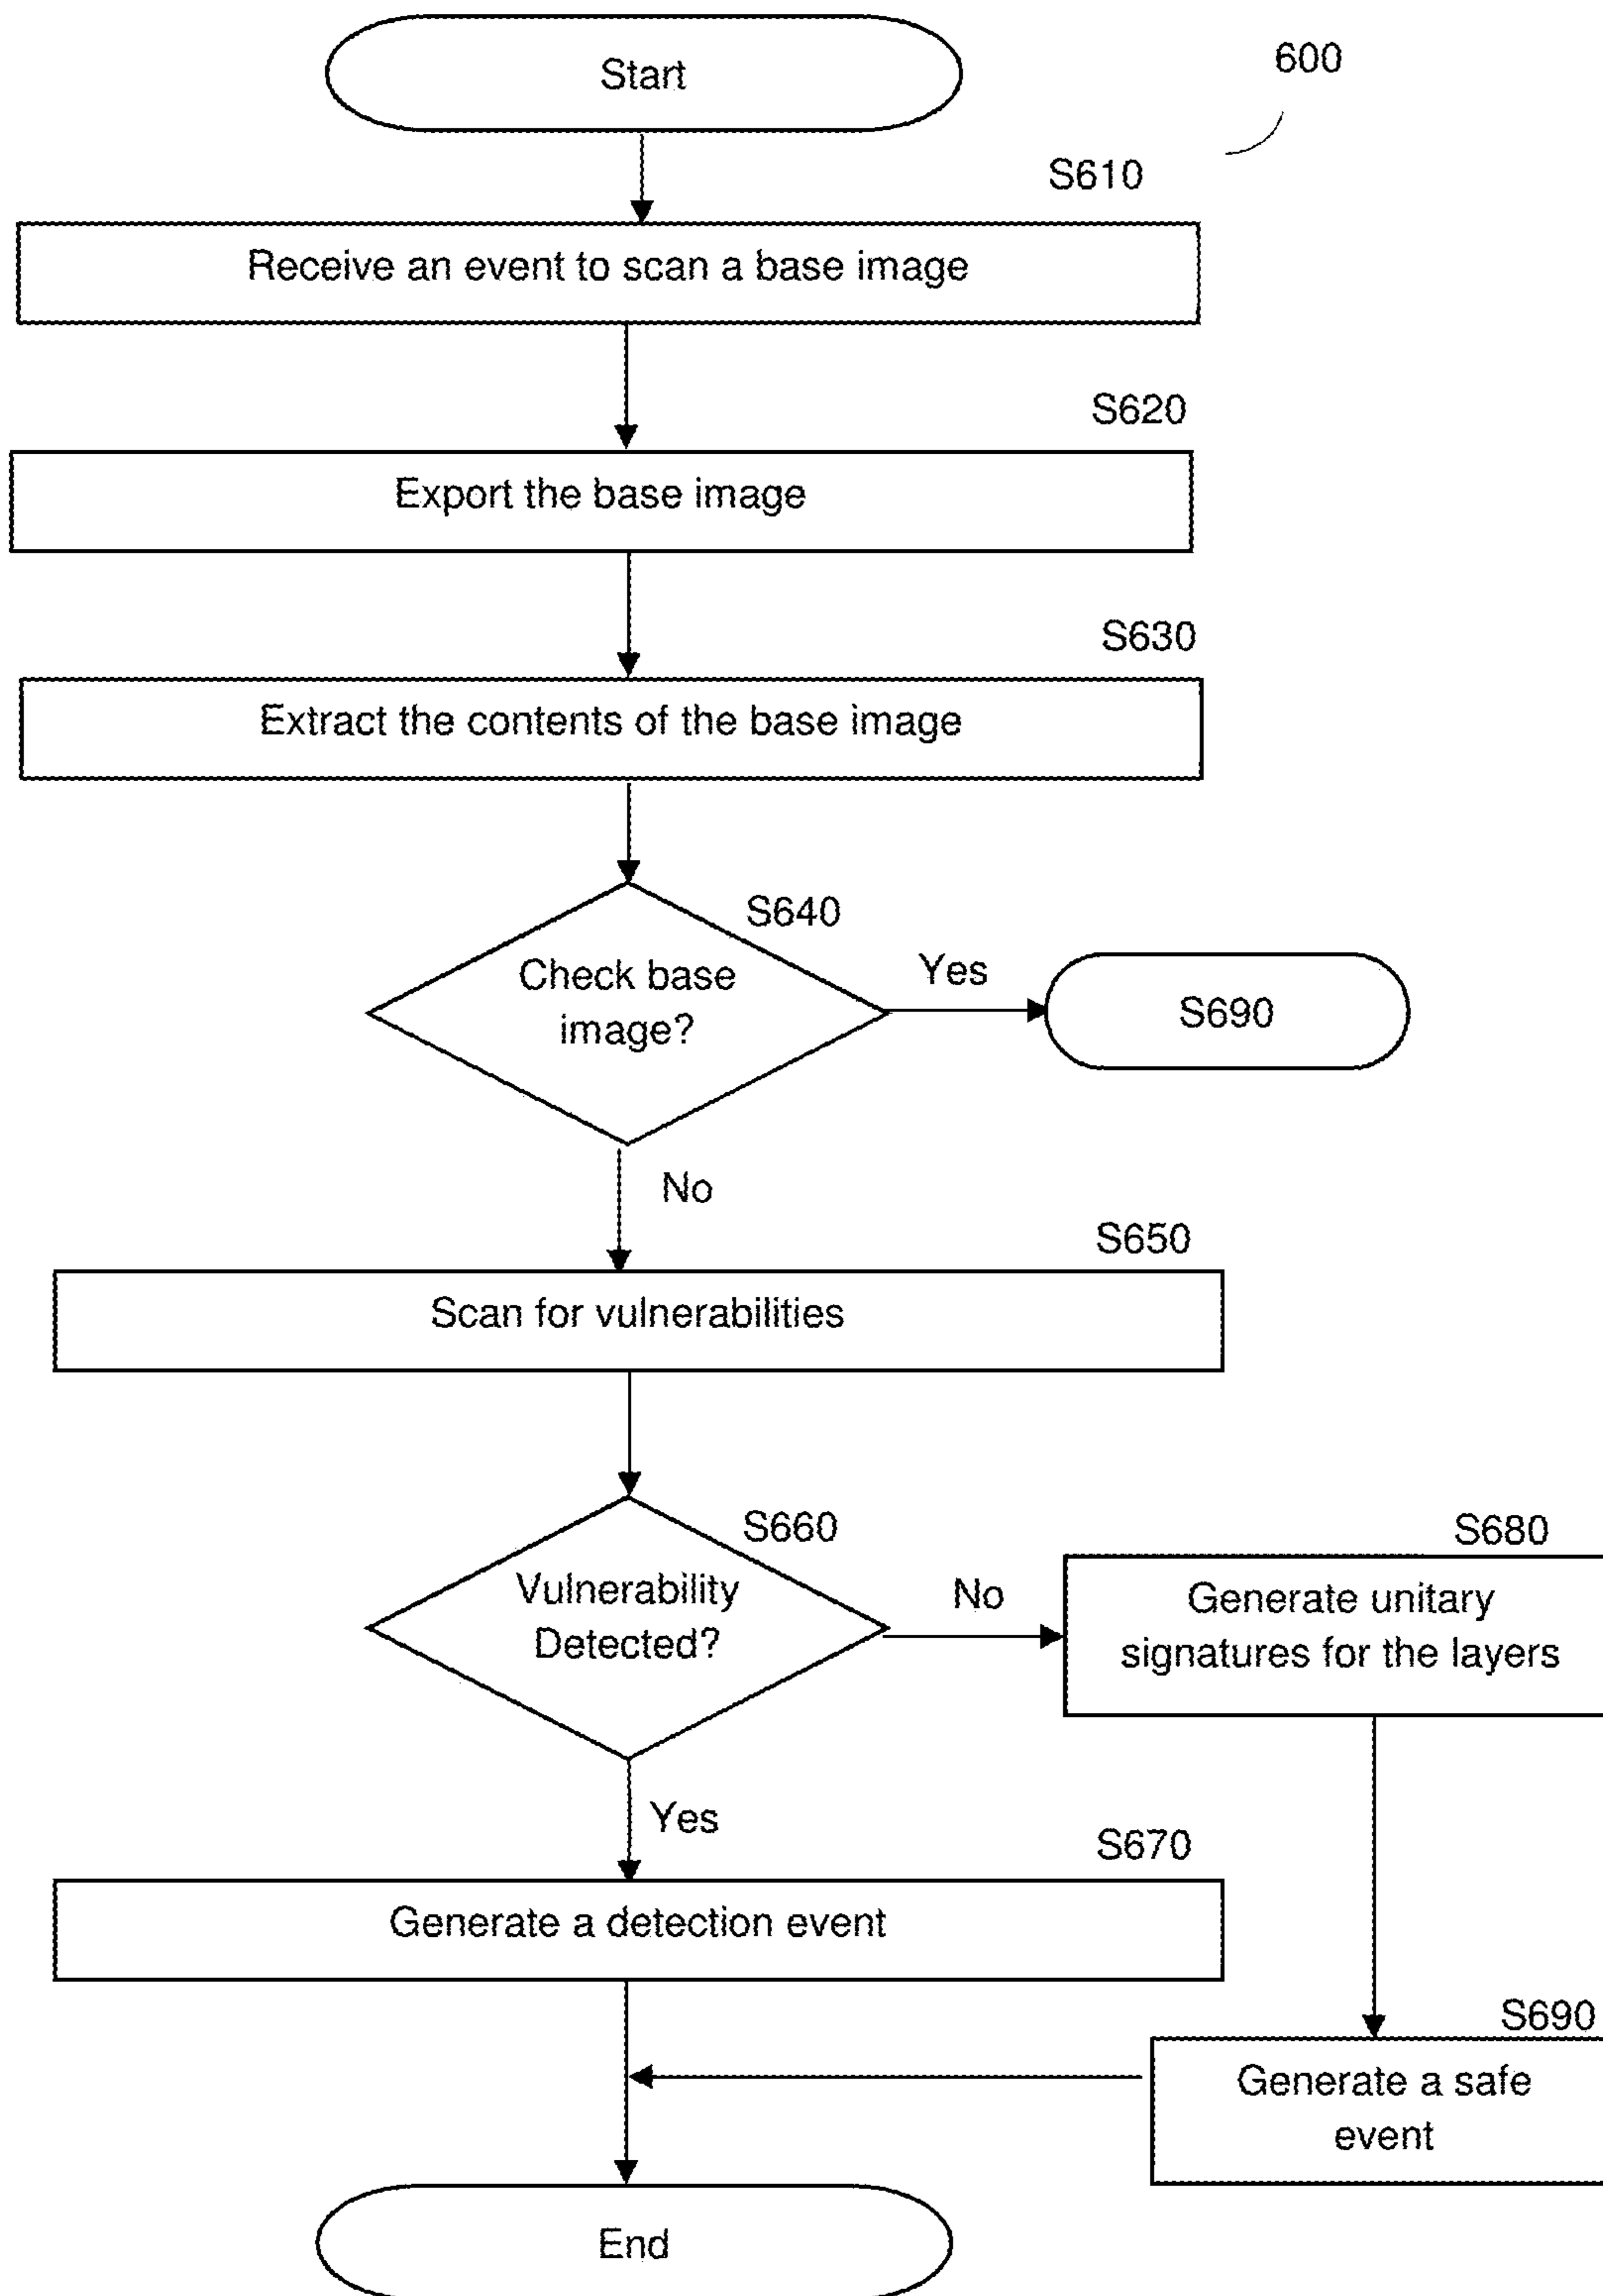 Start
600
S610
Receive an event to scan a base image
S620
Export the base image
S630
Extract the contents of the base image
S640
Check base
image?
Yes
S690
No
S650
Scan for vulnerabilities
S660
Vulnerability
Detected?
No
S680
Generate unitary
signatures for the layers
Yes
S670
Generate a detection event
S690
Generate a safe
event
End